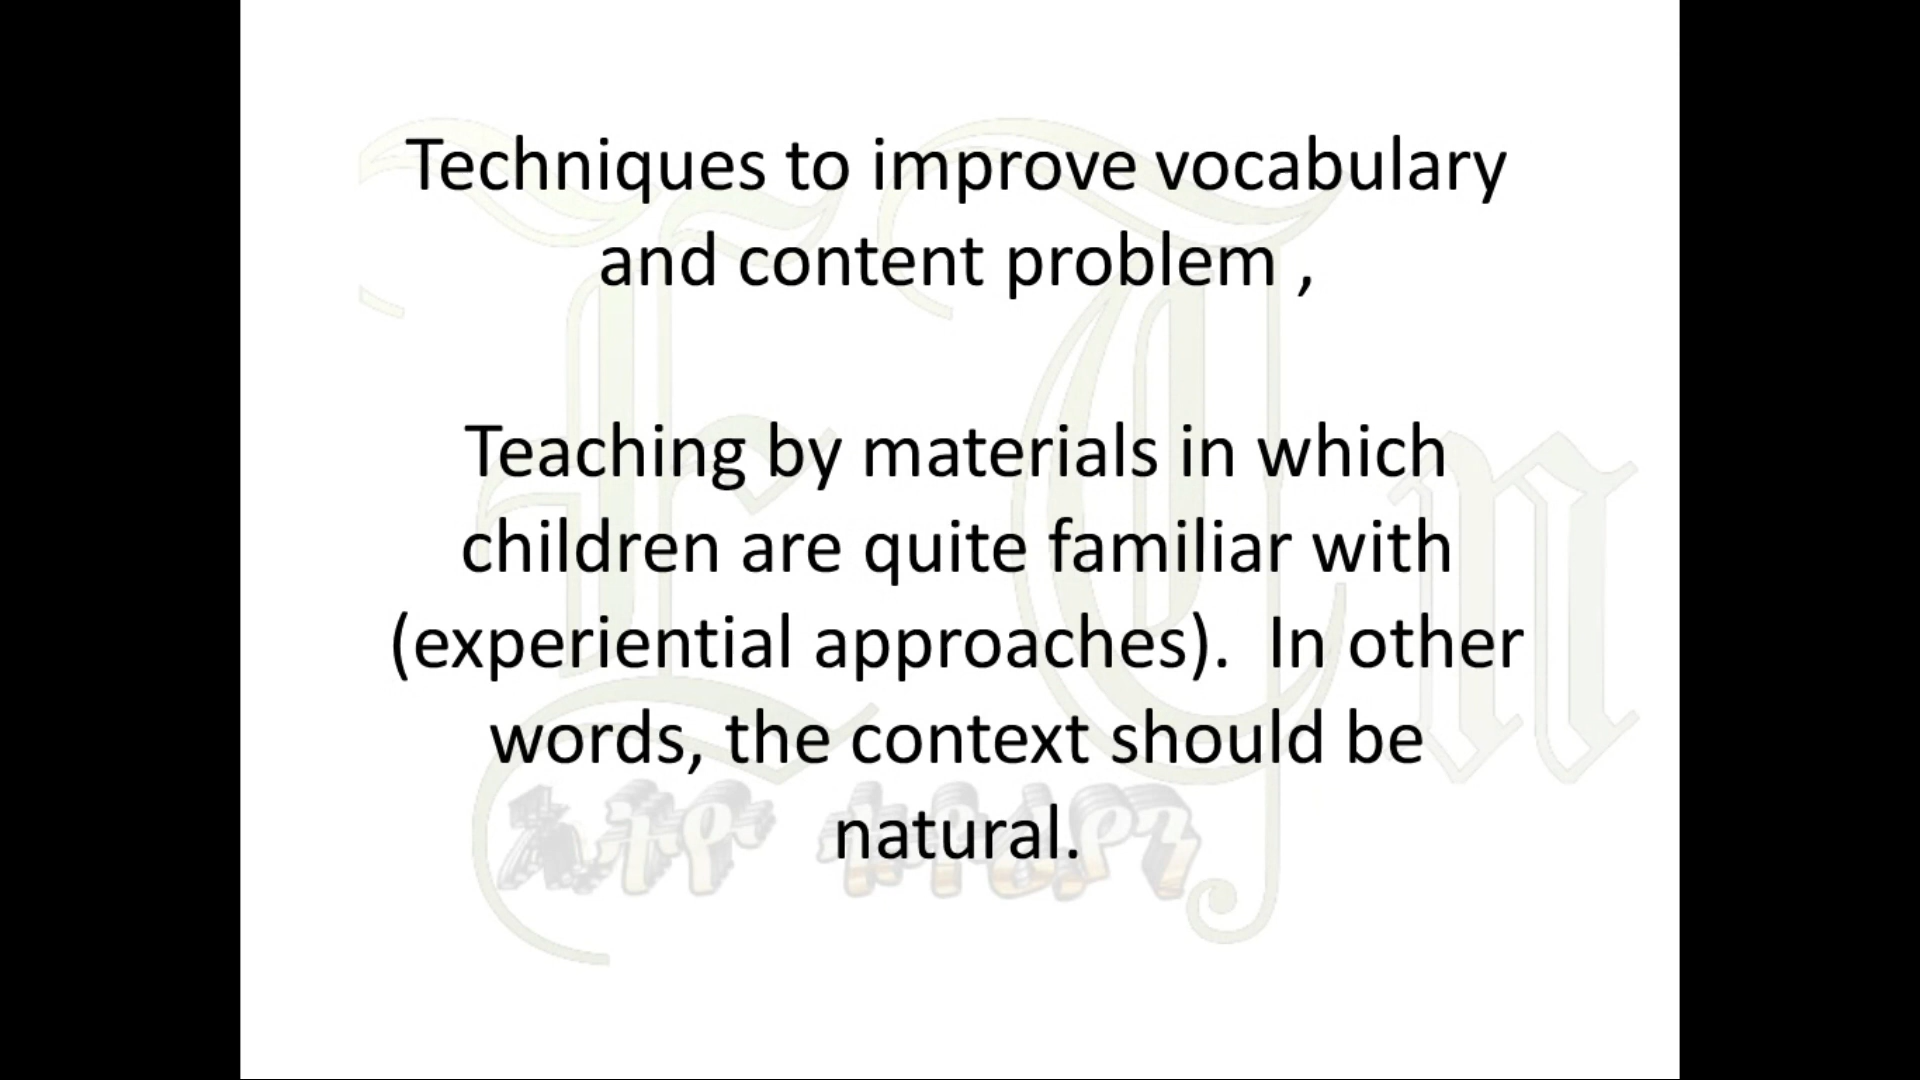 Techniques to improve vocabulary
and content problem ,
Teaching by materials in which
children are quite familiar with
(experiential approaches).  In other
words, the context should be
natural.